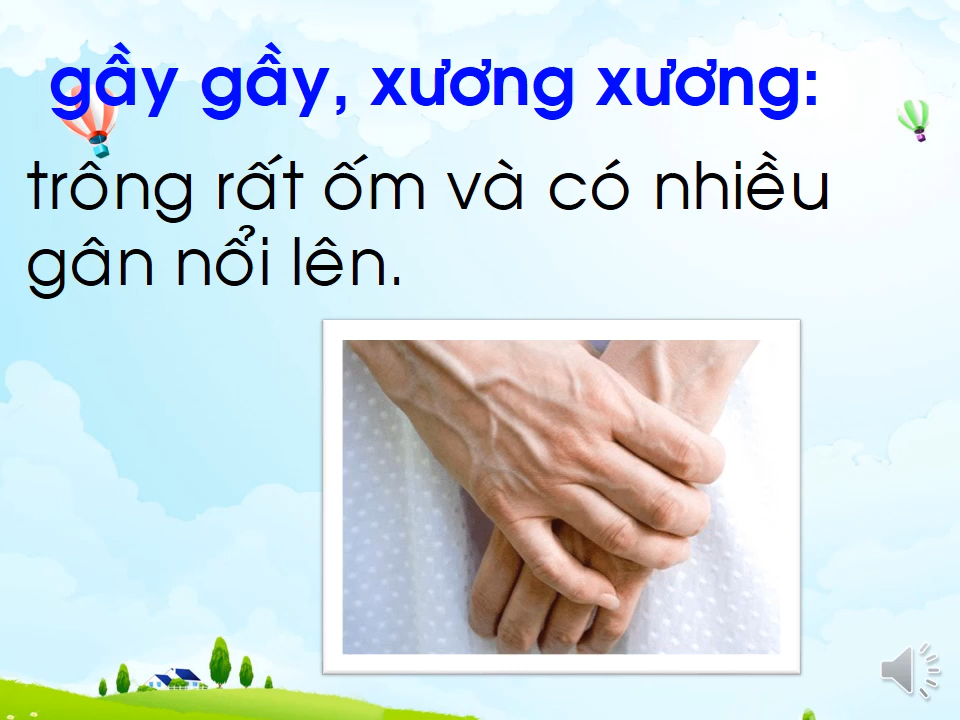 gầy gầy, xương xương:
trông rất ốm và có nhiều
gân nổi lên.